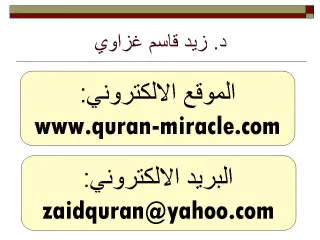 د. زيد قاسم غزاوي
الموقع الالكتروني:
www.quran-miracle.com
البريد الالكتروني:
zaidquran@yahoo.com